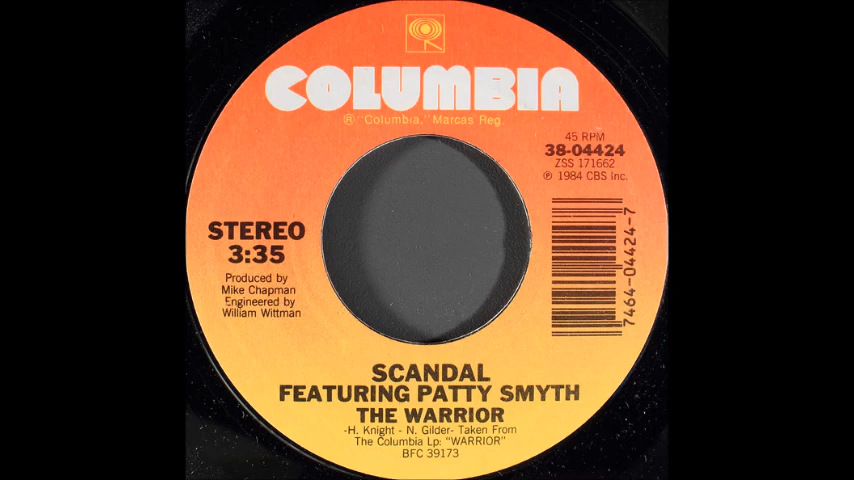 COLUMBIA
® "Columbia," Marcas Reg.
45 RPM
38-04424
ZSS 171662
℗ 1984 CBS Inc.
STEREO
3:35
Produced by
Mike Chapman
Engineered by
William Wittman
7464-04424-7
SCANDAL
FEATURING PATTY SMYTH
THE WARRIOR
-H. Knight - N. Gilder- Taken From
The Columbia Lp: "WARRIOR"
BFC 39173